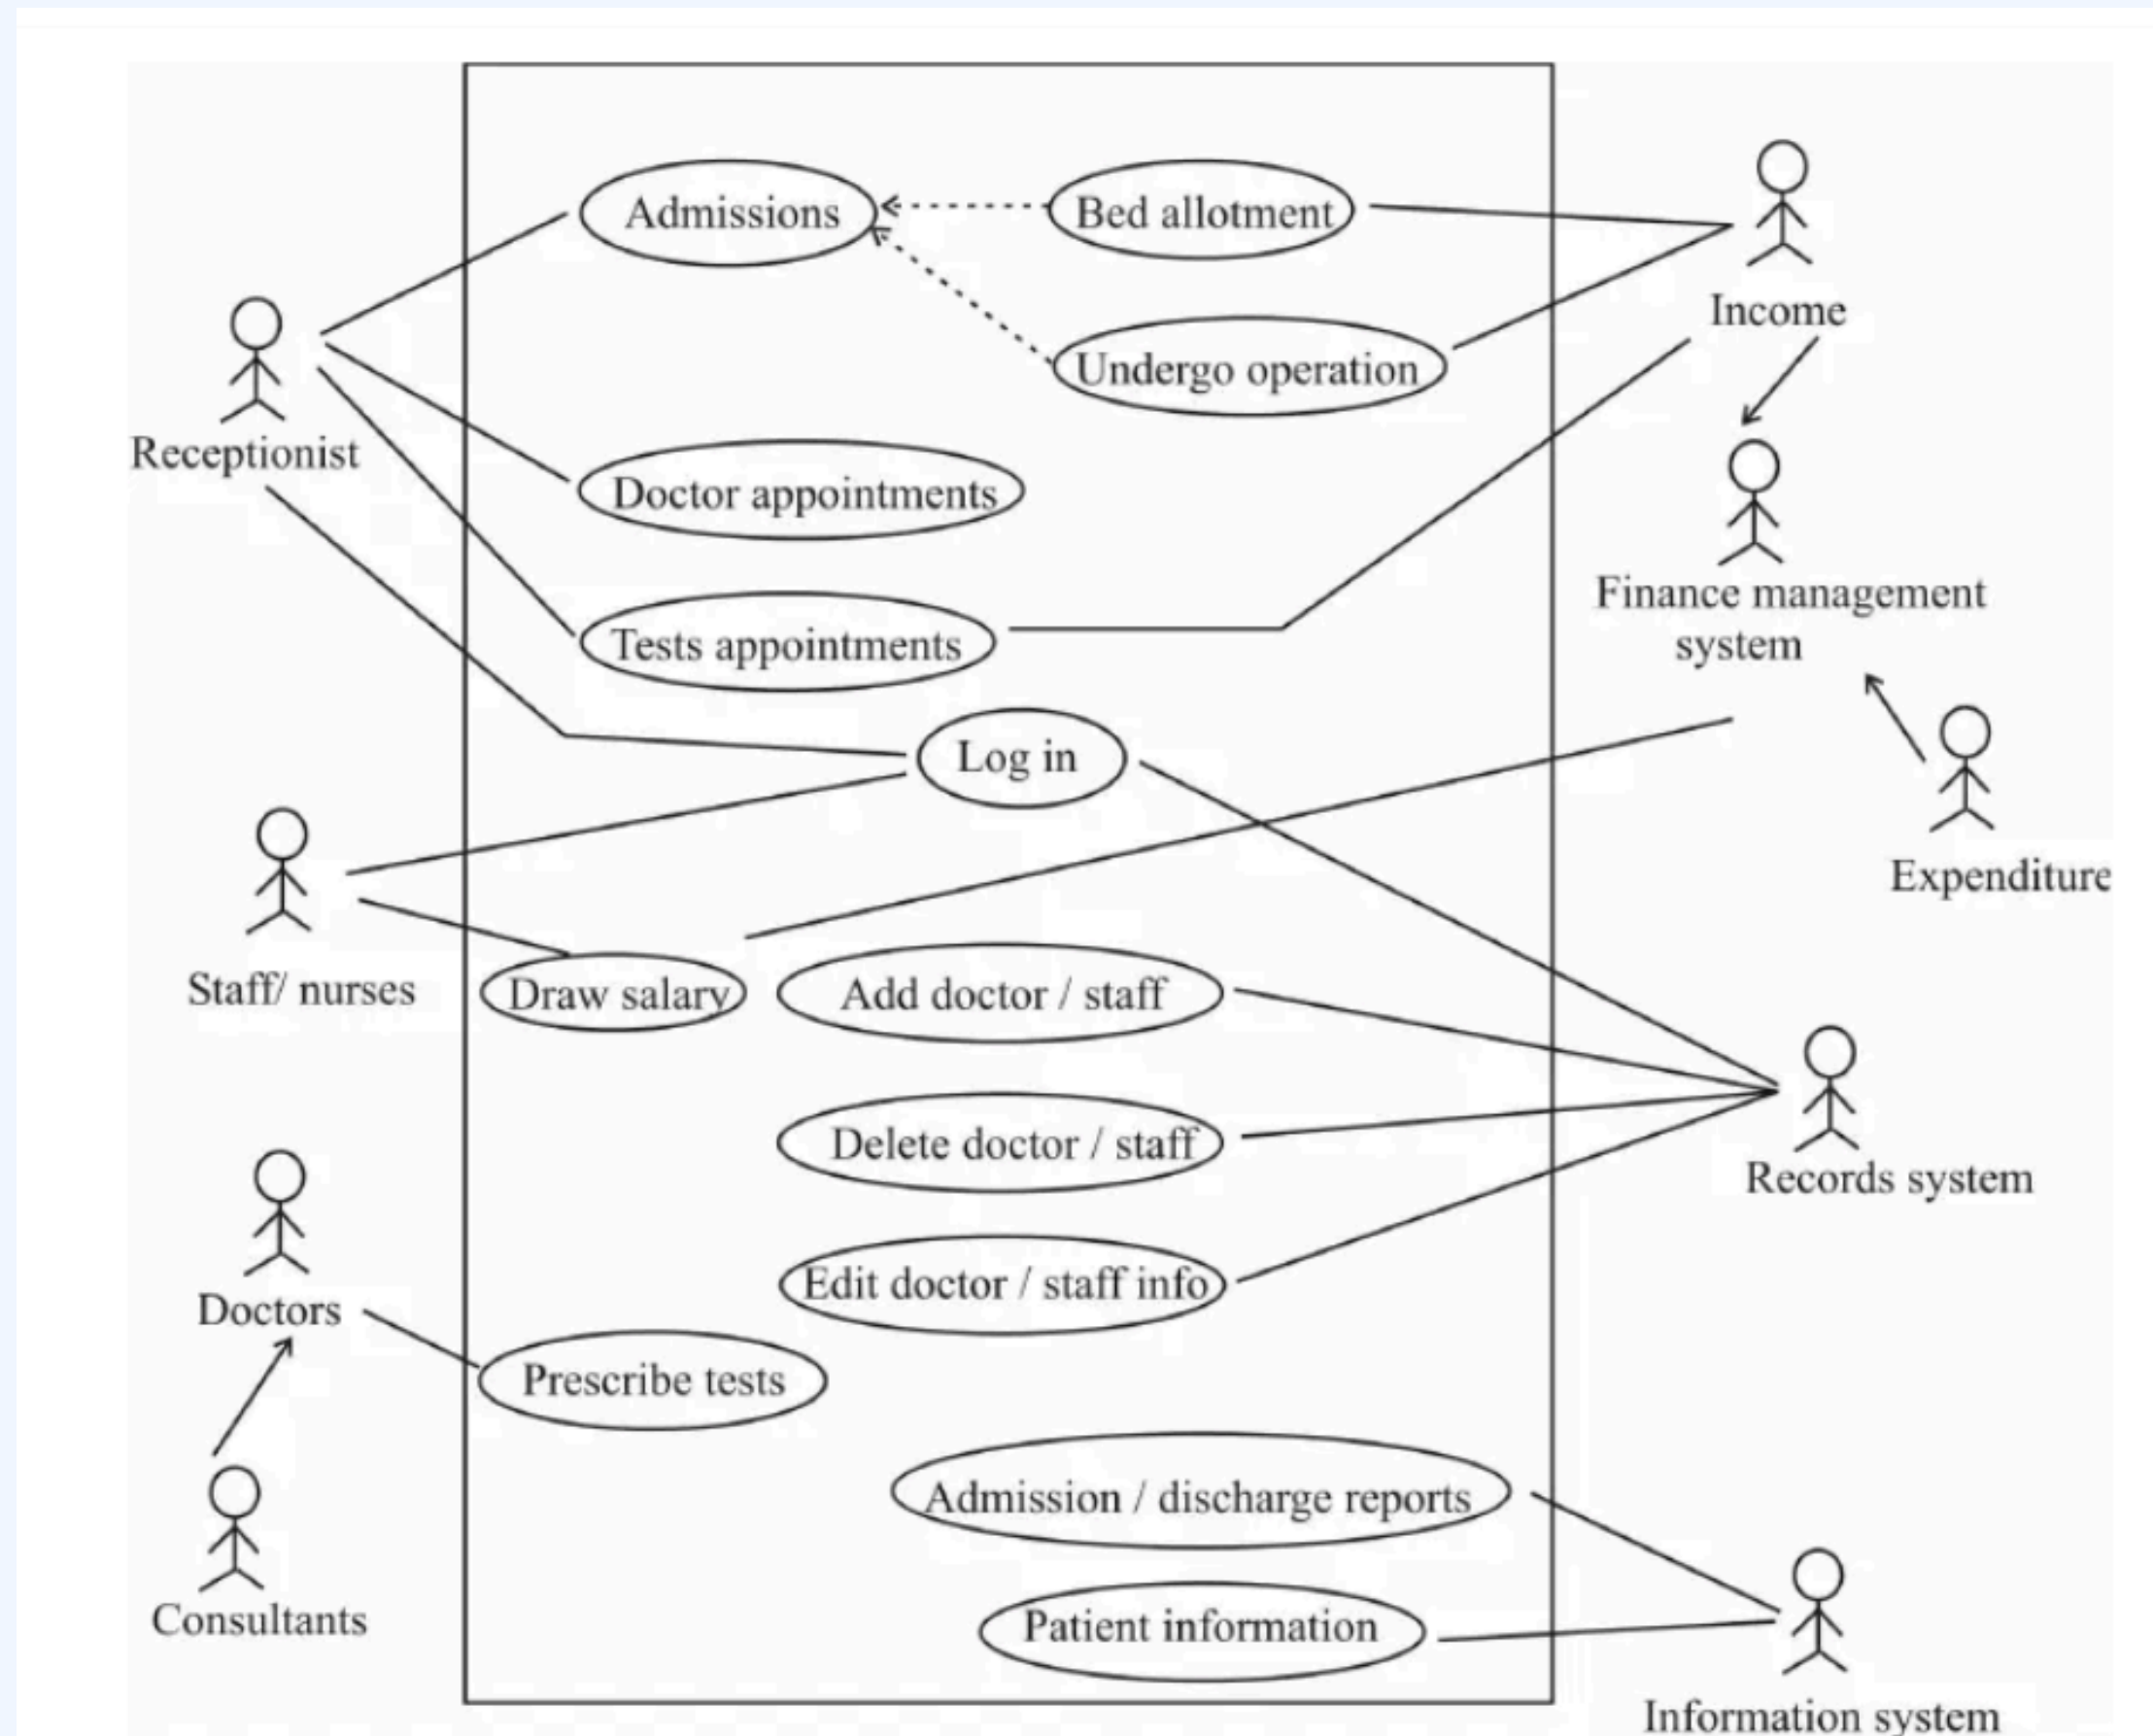 Admissions
Bed allotment
Income
Undergo operation
Receptionist
Doctor appointments
Finance management
system
Tests appointments
Log in
Expenditure
Staff/ nurses
Draw salary
Add doctor / staff
Delete doctor / staff
Records system
Edit doctor / staff info
Doctors
Prescribe tests
Admission / discharge reports
Consultants
Patient information
Information system